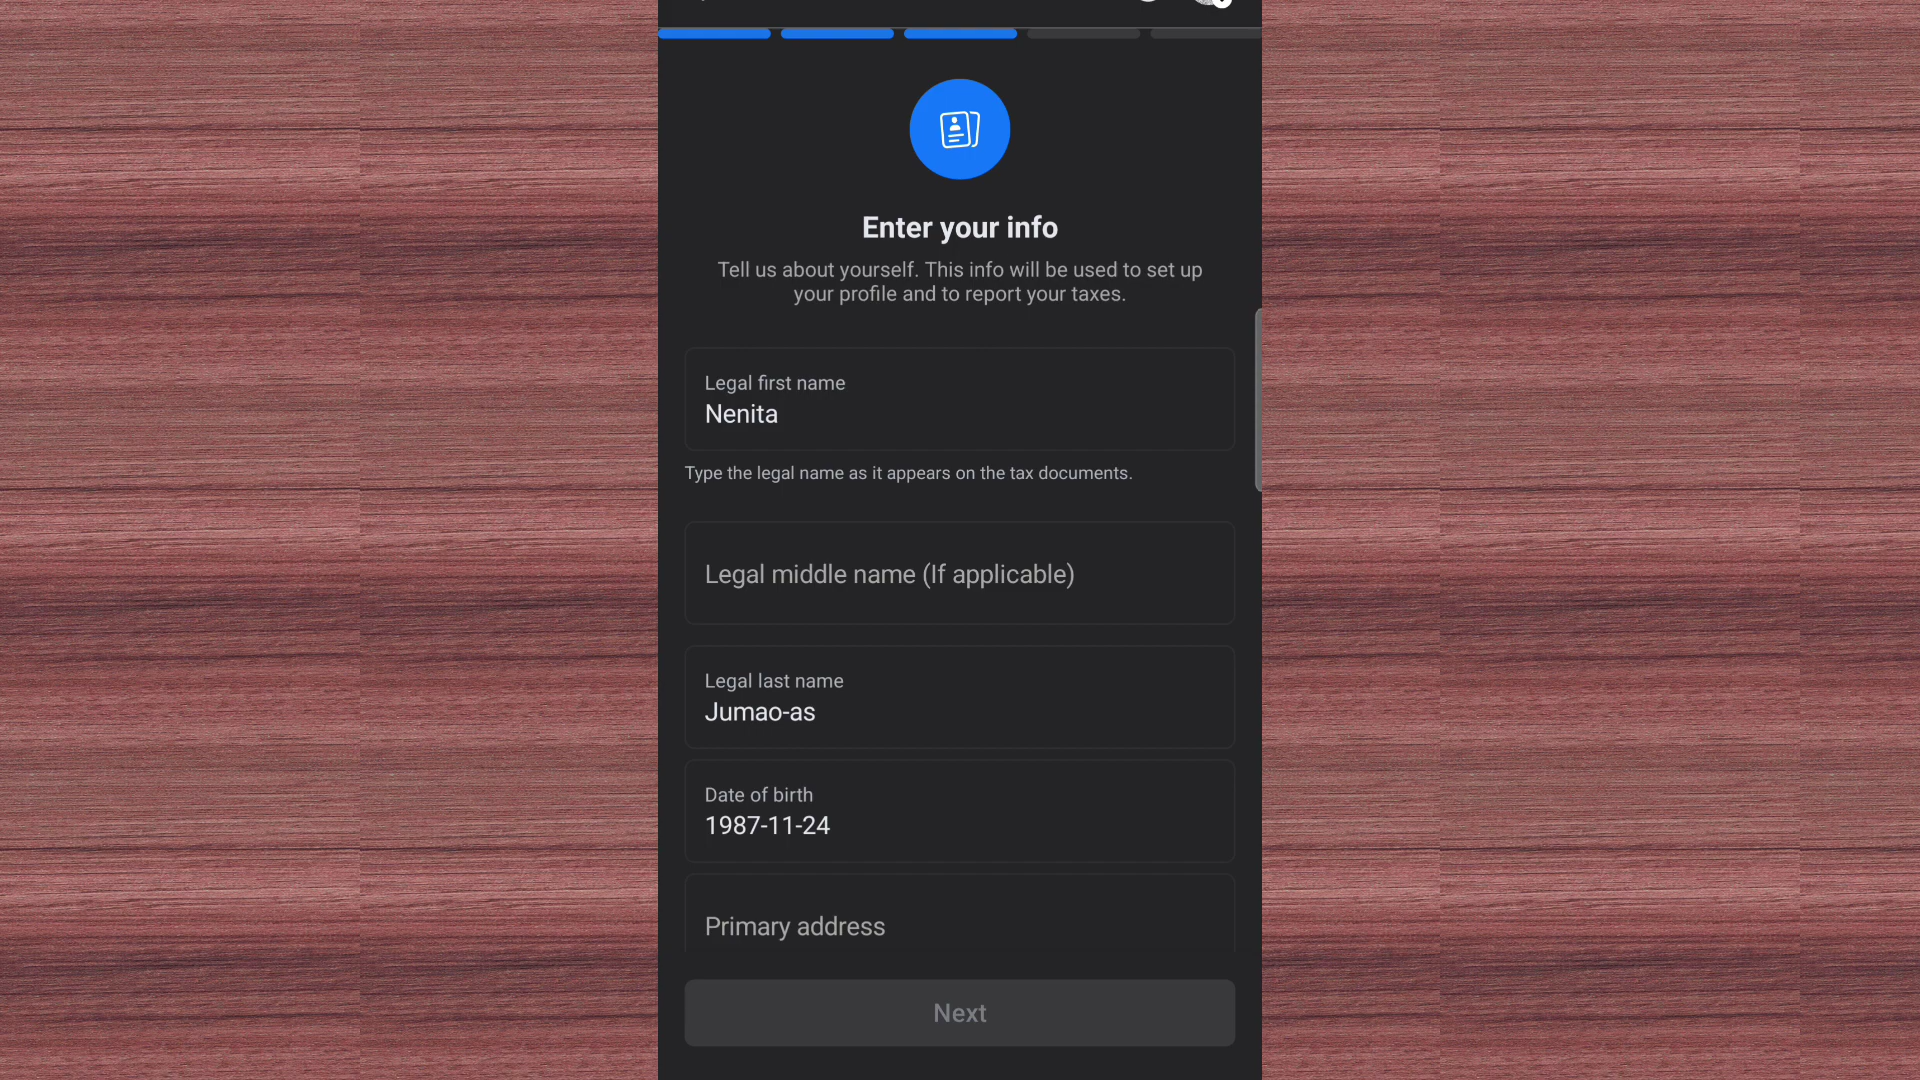 Enter your info
Tell us about yourself. This info will be used to set up
your profile and to report your taxes.
Legal first name
Nenita
Type the legal name as it appears on the tax documents.
Legal middle name (If applicable)
Legal last name
Jumao-as
Date of birth
1987-11-24
Primary address
Next